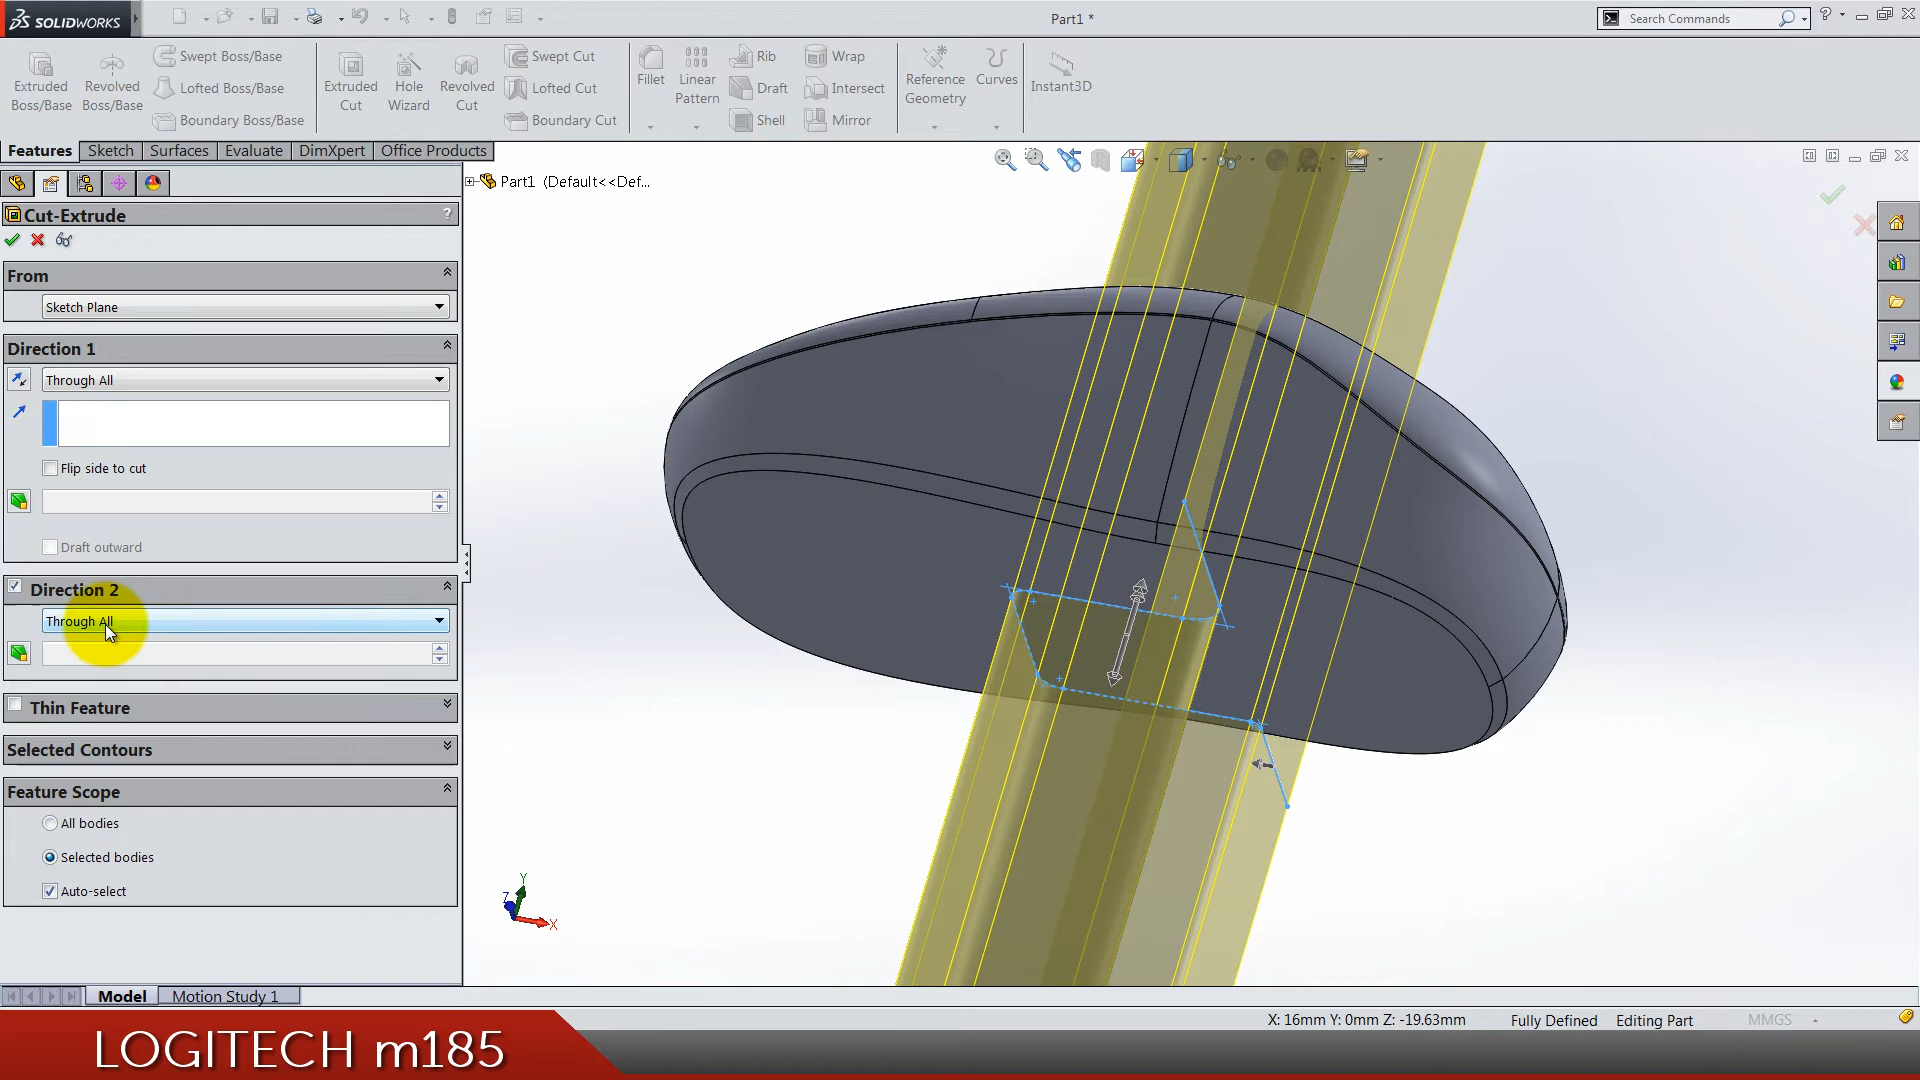 SOLIDWORKS
Part1 *
Search Commands
?
Extruded Boss/Base
Revolved Boss/Base
Swept Boss/Base
Lofted Boss/Base
Boundary Boss/Base
Extruded Cut
Hole Wizard
Revolved Cut
Swept Cut
Lofted Cut
Boundary Cut
Fillet
Linear Pattern
Rib
Draft
Shell
Wrap
Intersect
Mirror
Reference Geometry
Curves
Instant3D
Features Sketch Surfaces Evaluate DimXpert Office Products
Part1 (Default<<Def...
Cut-Extrude ?
From
Sketch Plane
Direction 1
Through All
Flip side to cut
Draft outward
Direction 2
Through All
Thin Feature
Selected Contours
Feature Scope
All bodies
Selected bodies
Auto-select
Y
Z
X
Model Motion Study 1
X: 16mm Y: 0mm Z: -19.63mm Fully Defined Editing Part MMGS
LOGITECH m185